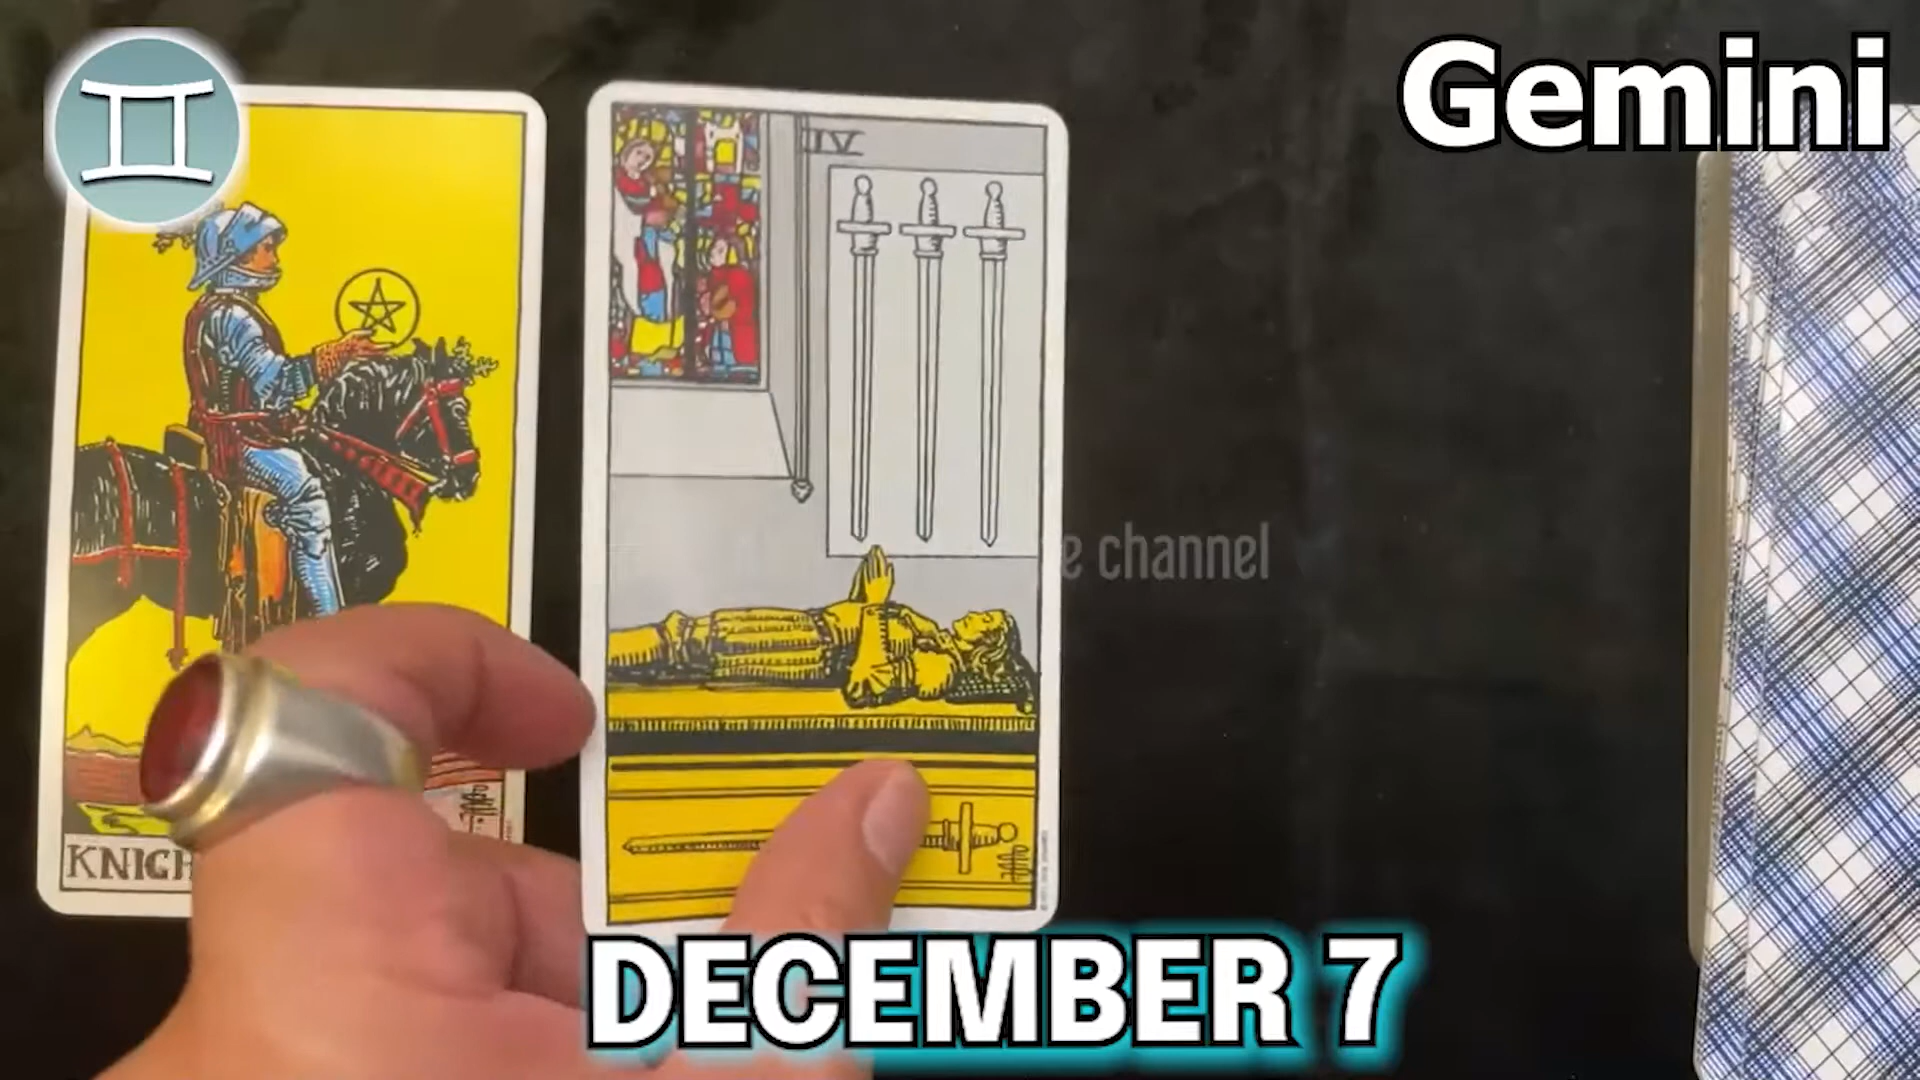 Gemini
IV
e channel
KNIGH
DECEMBER 7